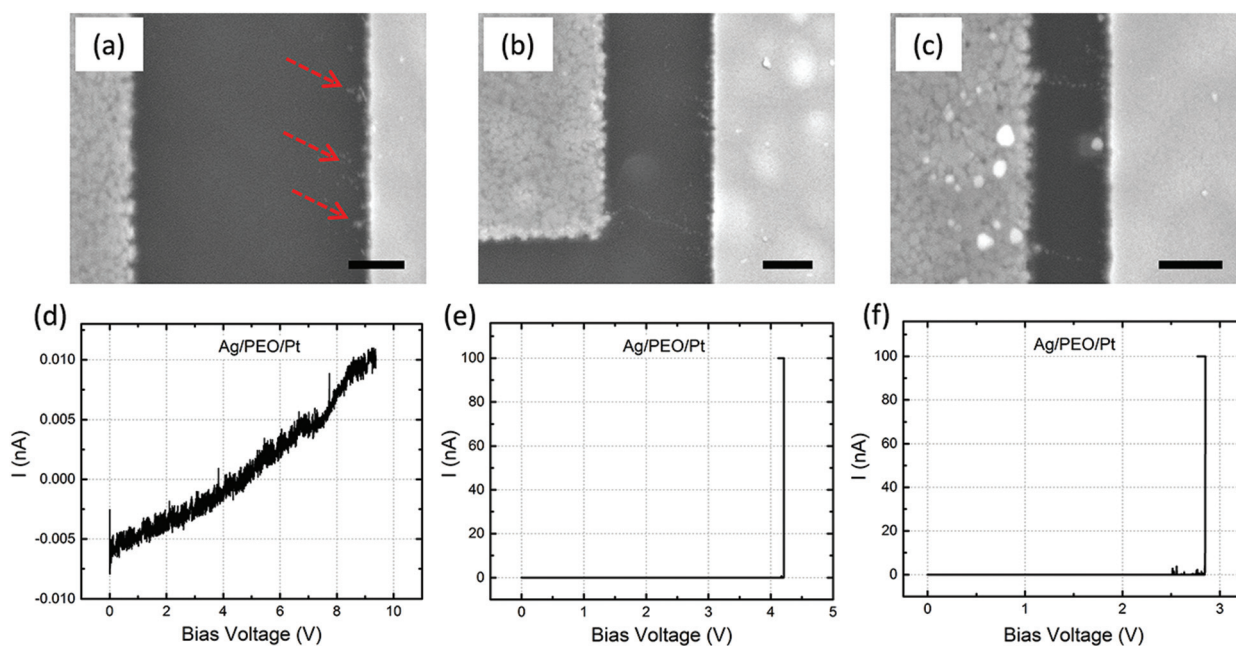 (a)
(b)
(c)
(d)
Ag/PEO/Pt
0.010
0.005
0.000
-0.005
-0.010
I (nA)
0 2 4 6 8 10
Bias Voltage (V)
(e)
Ag/PEO/Pt
100
80
60
40
20
0
I (nA)
0 1 2 3 4 5
Bias Voltage (V)
(f)
Ag/PEO/Pt
100
80
60
40
20
0
I (nA)
0 1 2 3
Bias Voltage (V)